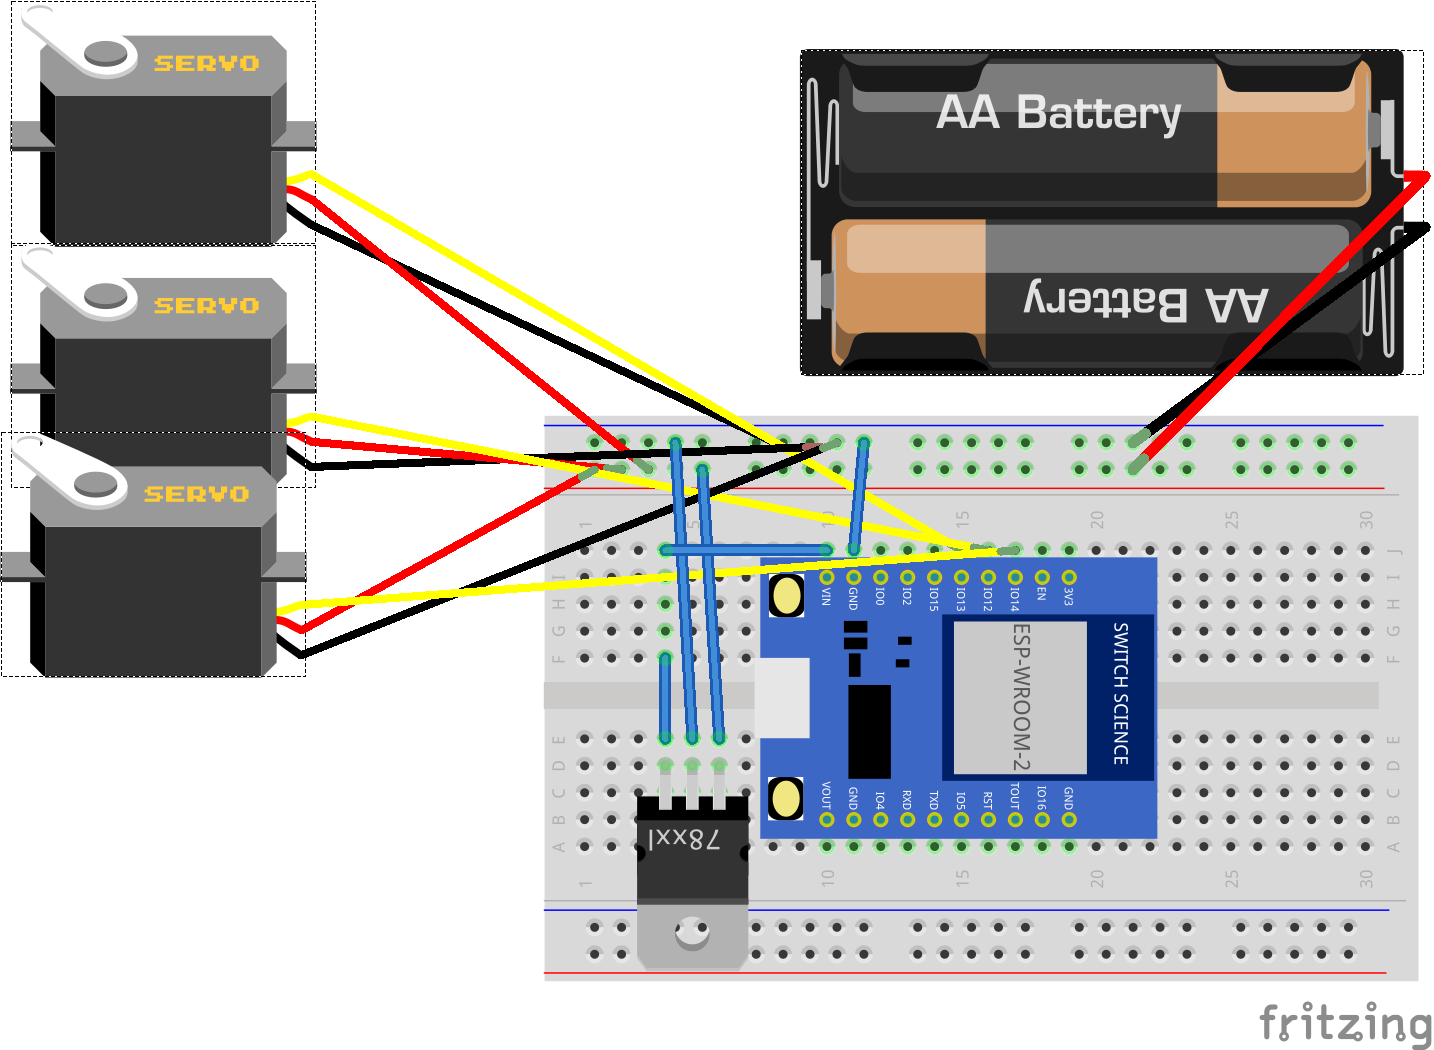 SERVO
AA Battery
SERVO
AA Battery
SERVO
1 5 10 15 20 25 30
J
I
H
G
F
J
I
H
G
F
VIN
GND
IO0
IO2
IO15
IO13
IO12
IO14
EN
3V3
ESP-WROOM-2
SWITCH SCIENCE
E
D
C
B
A
E
D
C
B
A
VOUT
GND
IO4
RXD
TXD
IO5
RST
TOUT
IO16
GND
78xxl
1 10 15 20 25 30
fritzing